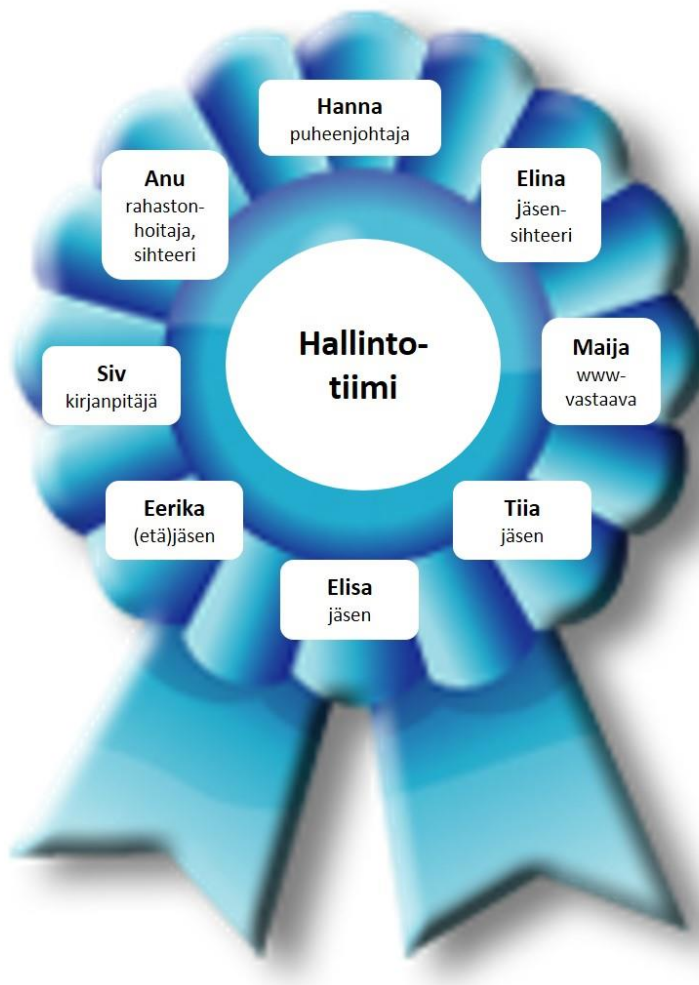 Hanna
puheenjohtaja
Anu
rahaston-
hoitaja,
sihteeri
Elina
jäsen-
sihteeri
Hallinto-
tiimi
Siv
kirjanpitäjä
Maija
www-
vastaava
Eerika
(etä)jäsen
Tiia
jäsen
Elisa
jäsen